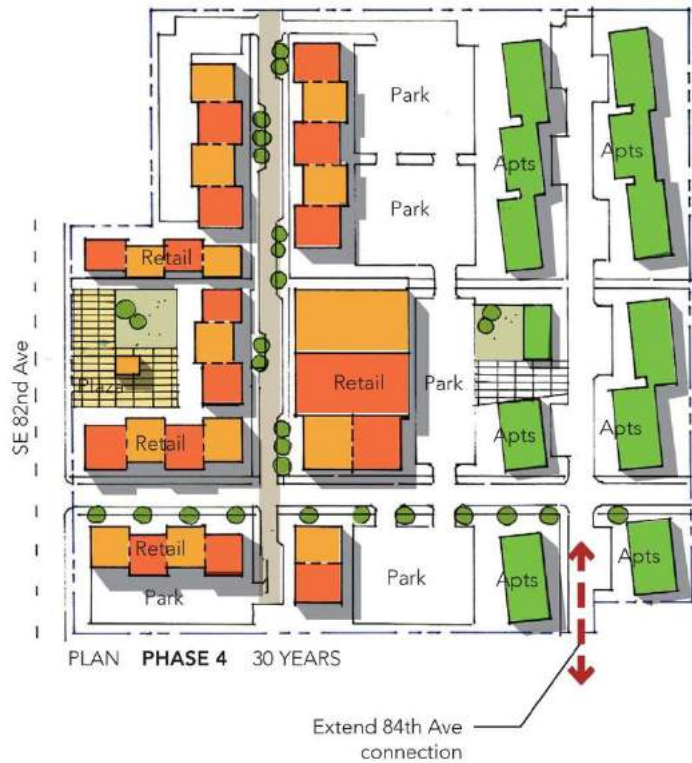 Park
Apts
Apts
Park
Retail
SE 82nd Ave
Plaza
Retail
Park
Retail
Apts
Apts
Retail
Park
Park
Apts
Apts
PLAN PHASE 4 30 YEARS
Extend 84th Ave
connection